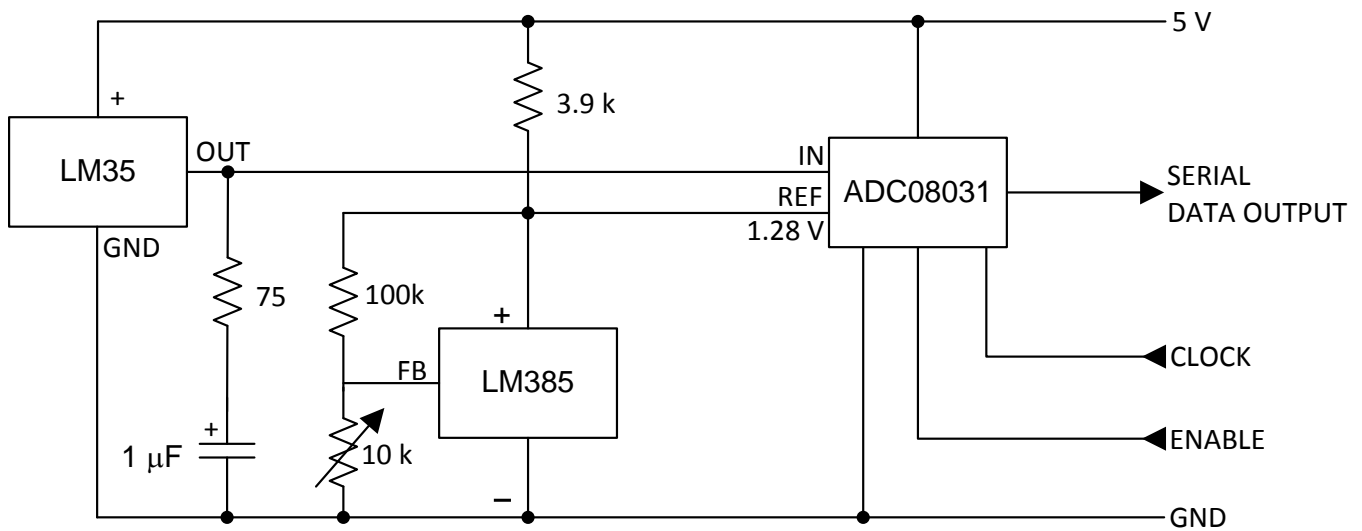 5 V
+
3.9 k
LM35
OUT
IN
ADC08031
SERIAL
DATA OUTPUT
REF
1.28 V
GND
75
100k
+
LM385
FB
CLOCK
+
1 μF
10 k
ENABLE
–
GND